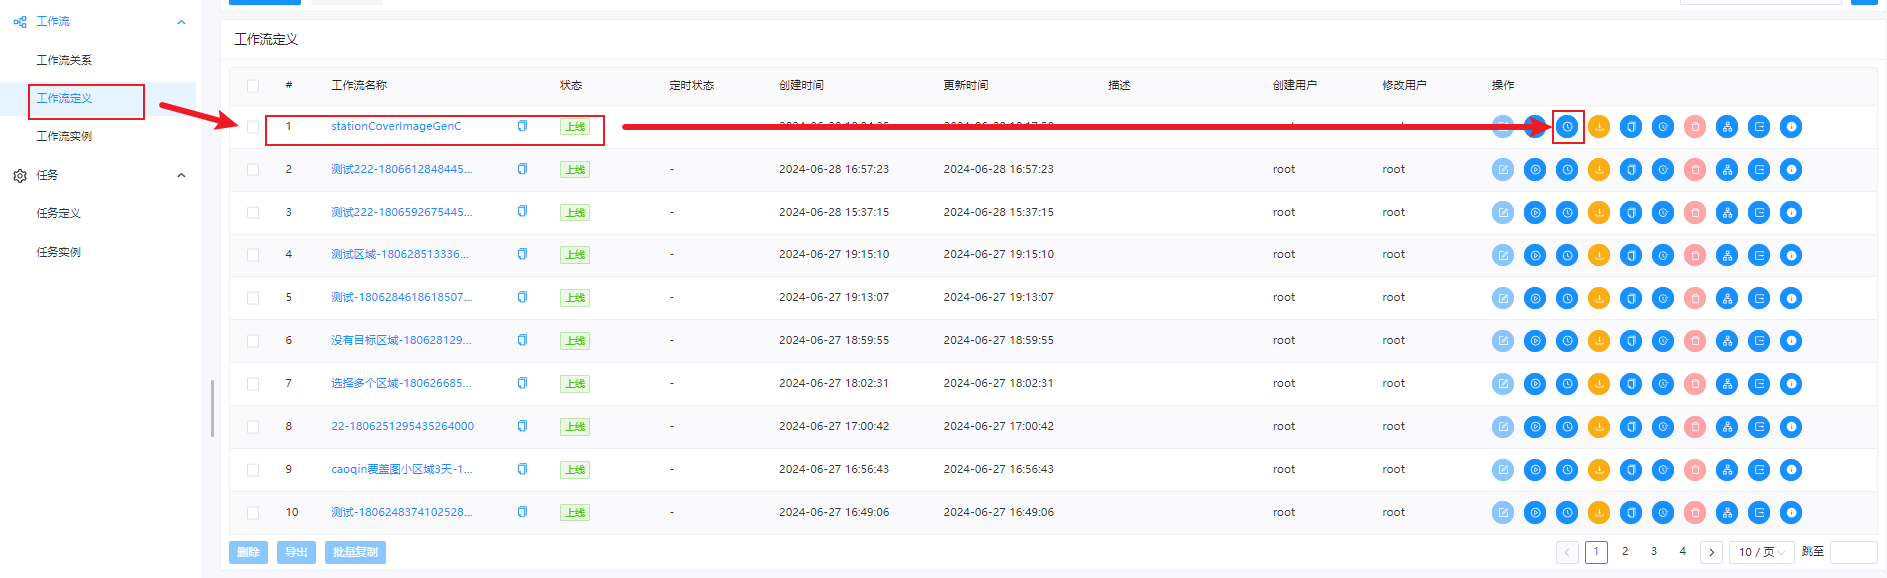 工作流
工作流关系
工作流定义
工作流实例
任务
任务定义
任务实例
工作流定义
# 工作流名称 状态 定时状态 创建时间 更新时间 描述 创建用户 修改用户 操作
1 stationCoverImageGenC 上线
2 测试222-1806612848445... 上线 - 2024-06-28 16:57:23 2024-06-28 16:57:23 root root
3 测试222-1806592675445... 上线 - 2024-06-28 15:37:15 2024-06-28 15:37:15 root root
4 测试区域-180628513336... 上线 - 2024-06-27 19:15:10 2024-06-27 19:15:10 root root
5 测试-1806284618618507... 上线 - 2024-06-27 19:13:07 2024-06-27 19:13:07 root root
6 没有目标区域-180628129... 上线 - 2024-06-27 18:59:55 2024-06-27 18:59:55 root root
7 选择多个区域-180626685... 上线 - 2024-06-27 18:02:31 2024-06-27 18:02:31 root root
8 22-1806251295435264000 上线 - 2024-06-27 17:00:42 2024-06-27 17:00:42 root root
9 caoqin覆盖图小区域3天-1... 上线 - 2024-06-27 16:56:43 2024-06-27 16:56:43 root root
10 测试-1806248374102528... 上线 - 2024-06-27 16:49:06 2024-06-27 16:49:06 root root
删除 导出 批量复制 1 2 3 4 10 / 页 跳至